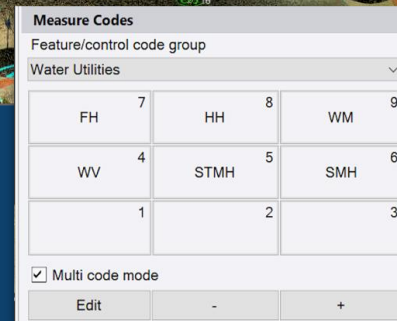 Measure Codes
Feature/control code group
Water Utilities
7 8 9
FH HH WM
4 5 6
WV STMH SMH
1 2 3
Multi code mode
Edit - +